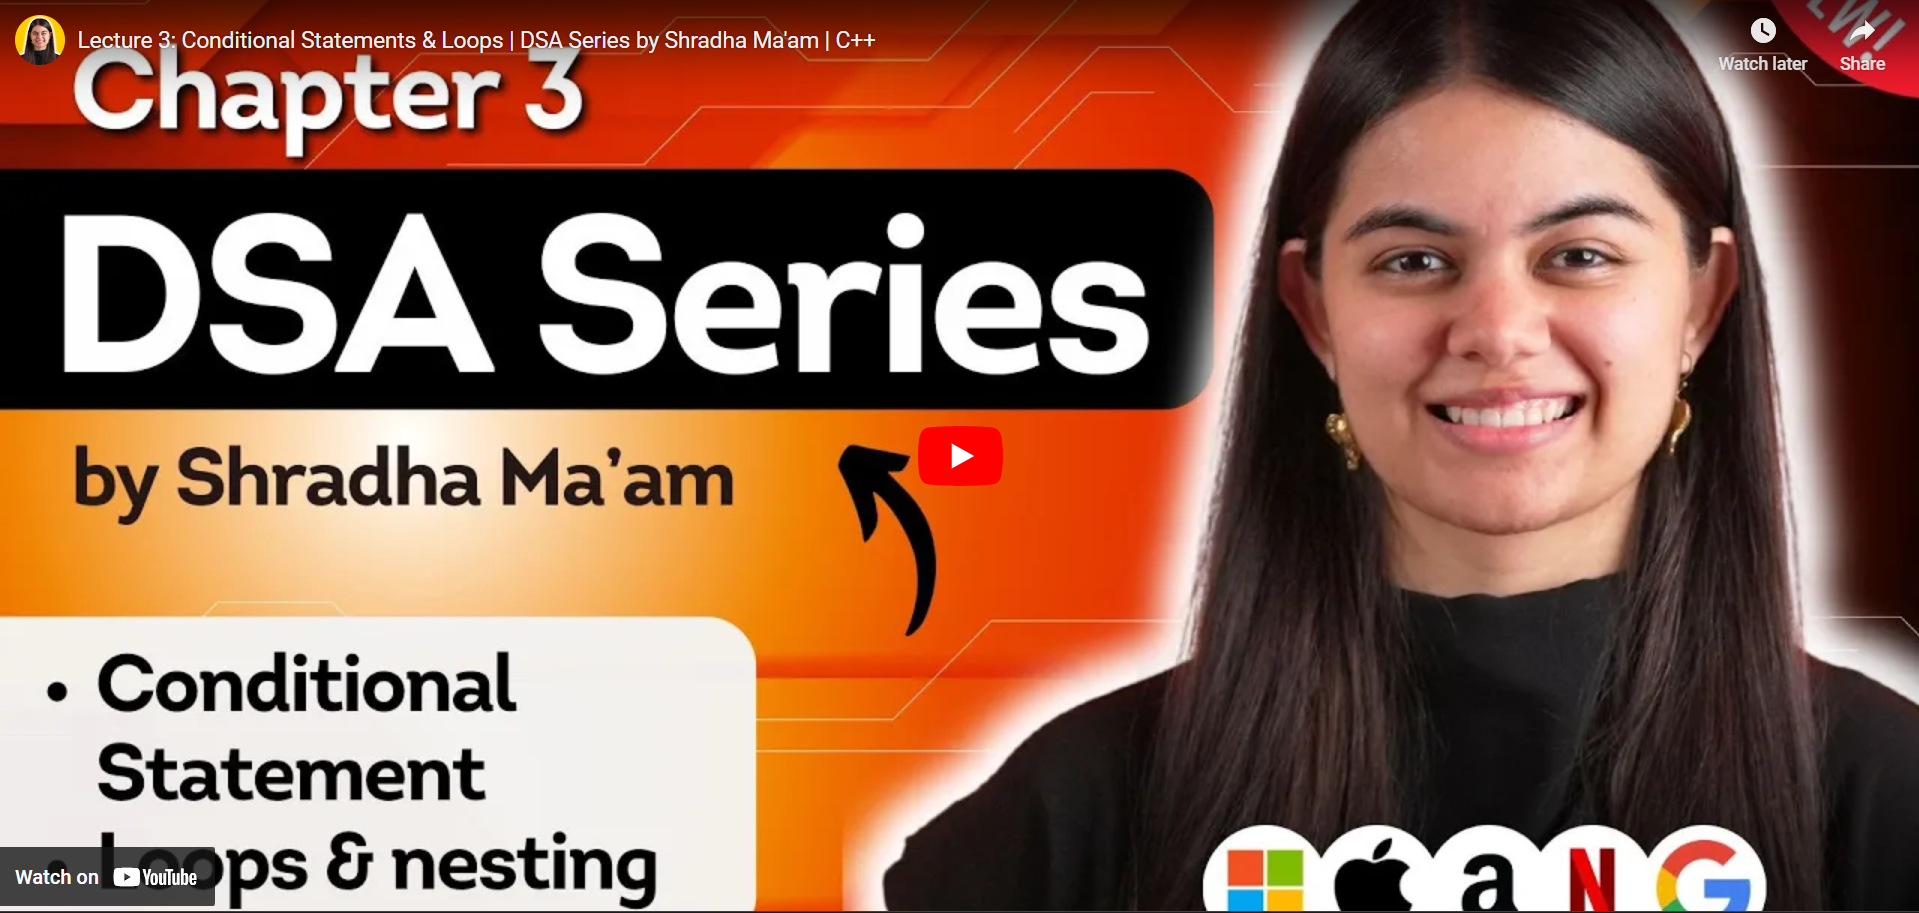 Lecture 3: Conditional Statements & Loops | DSA Series by Shradha Ma'am | C++
Watch later
Share
Chapter 3
DSA Series
by Shradha Ma’am
• Conditional
Statement
• Loops & nesting
Watch on YouTube
a
N
G